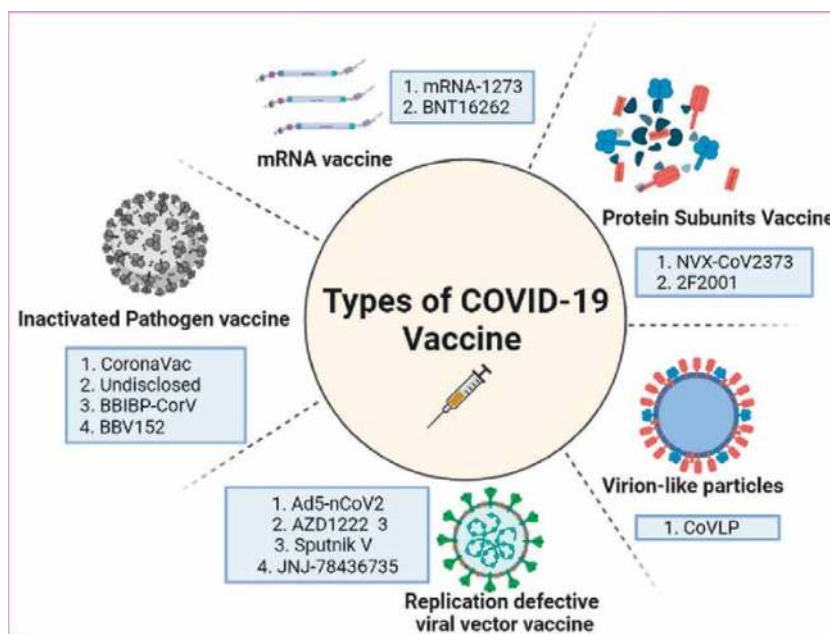 1. mRNA-1273
2. BNT16262
mRNA vaccine
Protein Subunits Vaccine
1. NVX-CoV2373
2. 2F2001
Inactivated Pathogen vaccine
1. CoronaVac
2. Undisclosed
3. BBIBP-CorV
4. BBV152
Types of COVID-19
Vaccine
Virion-like particles
1. CoVLP
1. Ad5-nCoV2
2. AZD1222 3
3. Sputnik V
4. JNJ-78436735
Replication defective
viral vector vaccine